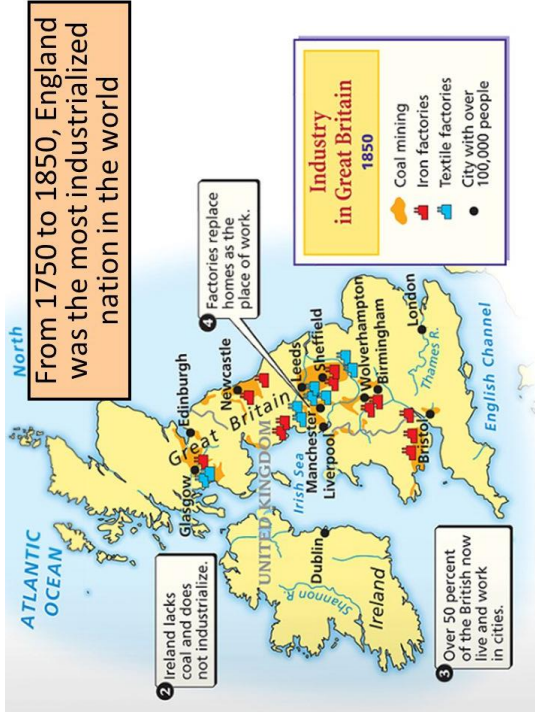 From 1750 to 1850, England
was the most industrialized
nation in the world
North
ATLANTIC
OCEAN
Industry
in Great Britain
1850
Coal mining
Iron factories
Textile factories
City with over
100,000 people
4
Factories replace
homes as the
place of work.
2
Ireland lacks
coal and does
not industrialize.
3
Over 50 percent
of the British now
live and work
in cities.
Glasgow
Edinburgh
Great Britain
Newcastle
UNITED KINGDOM
Irish Sea
Manchester
Liverpool
Leeds
Sheffield
Wolverhampton
Birmingham
Dublin
Shannon R.
Ireland
Bristol
Thames R.
London
English Channel